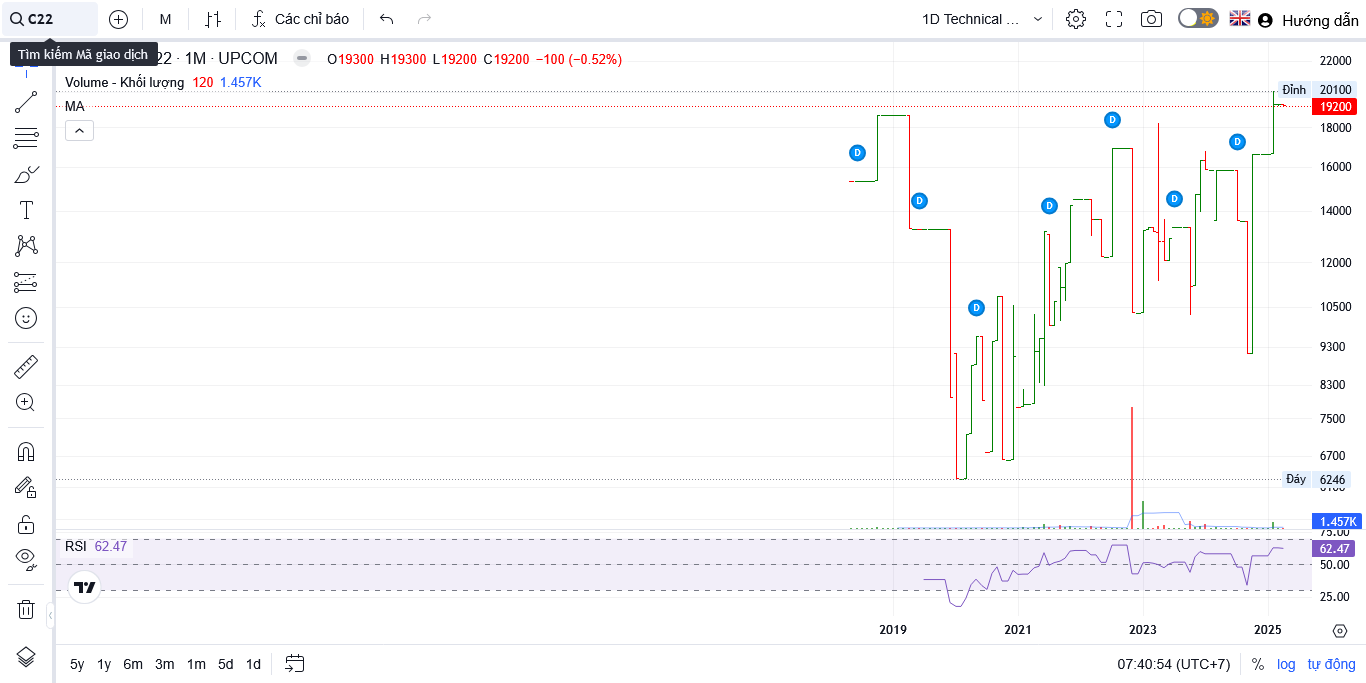 C22
M
Các chỉ báo
1D Technical ...
Hướng dẫn
Tìm kiếm Mã giao dịch
22 · 1M · UPCOM
O19300 H19300 L19200 C19200 −100 (−0.52%)
Volume - Khối lượng 120 1.457K
MA
22000
Đỉnh 20100
19200
18000
16000
14000
12000
10500
9300
8300
7500
6700
Đáy 6246
D
D
D
D
D
D
D
1.457K
75.00
RSI 62.47
62.47
50.00
25.00
2019 2021 2023 2025
5y 1y 6m 3m 1m 5d 1d
07:40:54 (UTC+7)
% log tự động